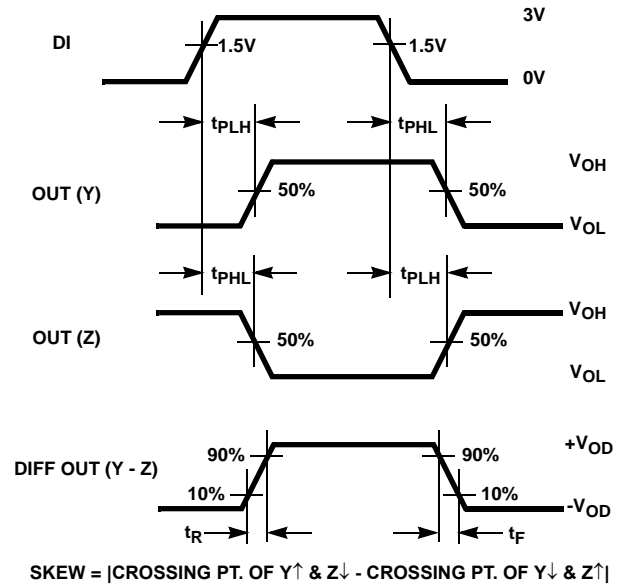 3V
DI
1.5V
1.5V
0V
tPLH
tPHL
VOH
OUT (Y)
50%
50%
VOL
tPHL
tPLH
VOH
OUT (Z)
50%
50%
VOL
+VOD
DIFF OUT (Y - Z)
90%
90%
10%
10%
-VOD
tR
tF
SKEW = |CROSSING PT. OF Y↑ & Z↓ - CROSSING PT. OF Y↓ & Z↑|